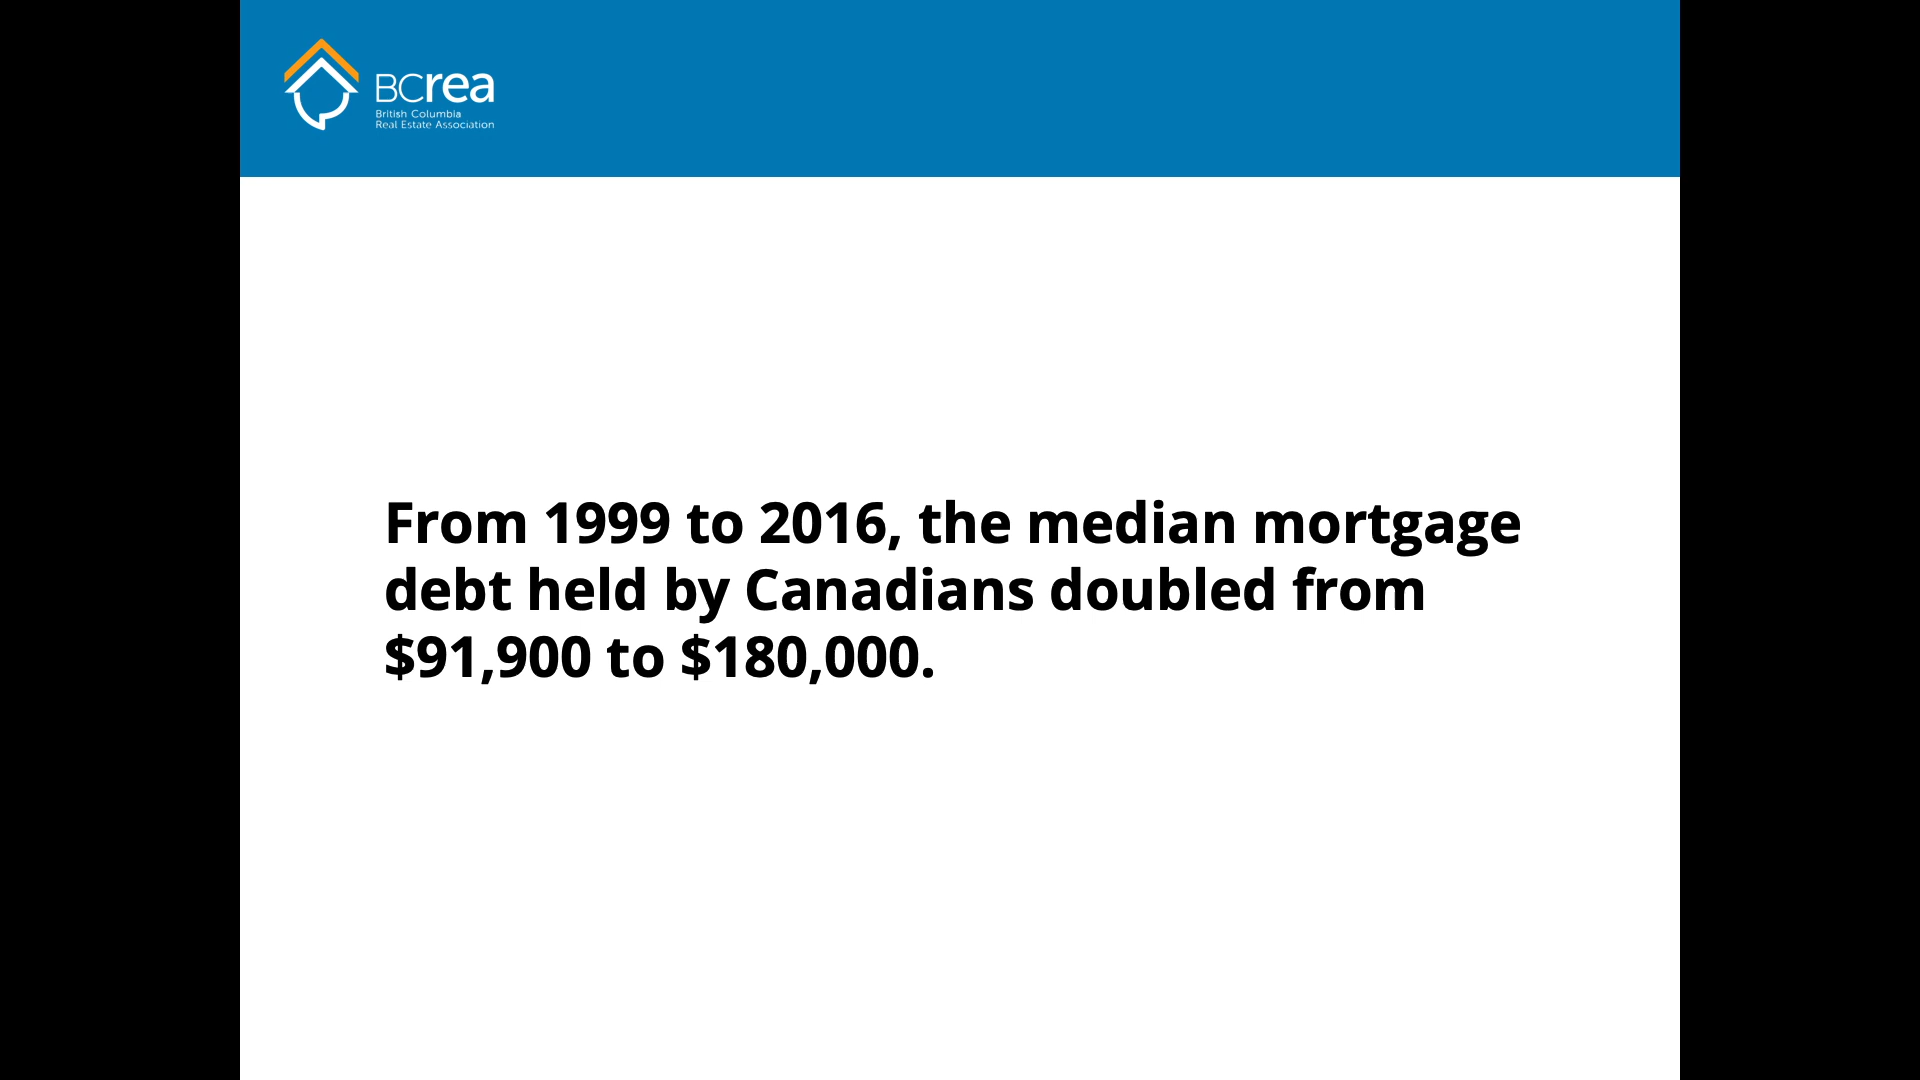 BCrea
British Columbia
Real Estate Association
From 1999 to 2016, the median mortgage
debt held by Canadians doubled from
$91,900 to $180,000.